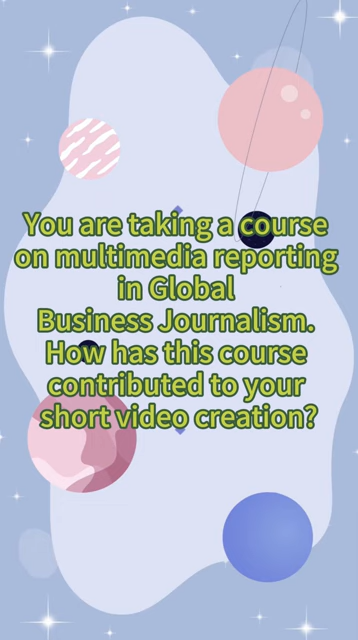 You are taking a course
on multimedia reporting
in Global
Business Journalism.
How has this course
contributed to your
short video creation?